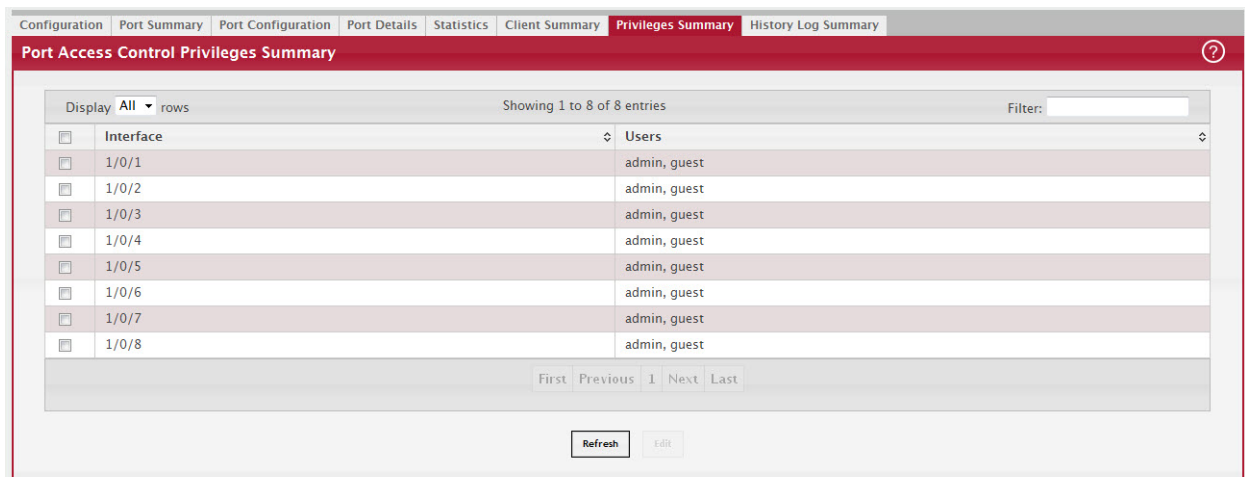 Configuration Port Summary Port Configuration Port Details Statistics Client Summary Privileges Summary History Log Summary
Port Access Control Privileges Summary ?
Display All rows Showing 1 to 8 of 8 entries Filter:
Interface Users
1/0/1 admin, guest
1/0/2 admin, guest
1/0/3 admin, guest
1/0/4 admin, guest
1/0/5 admin, guest
1/0/6 admin, guest
1/0/7 admin, guest
1/0/8 admin, guest
First Previous 1 Next Last
Refresh Edit